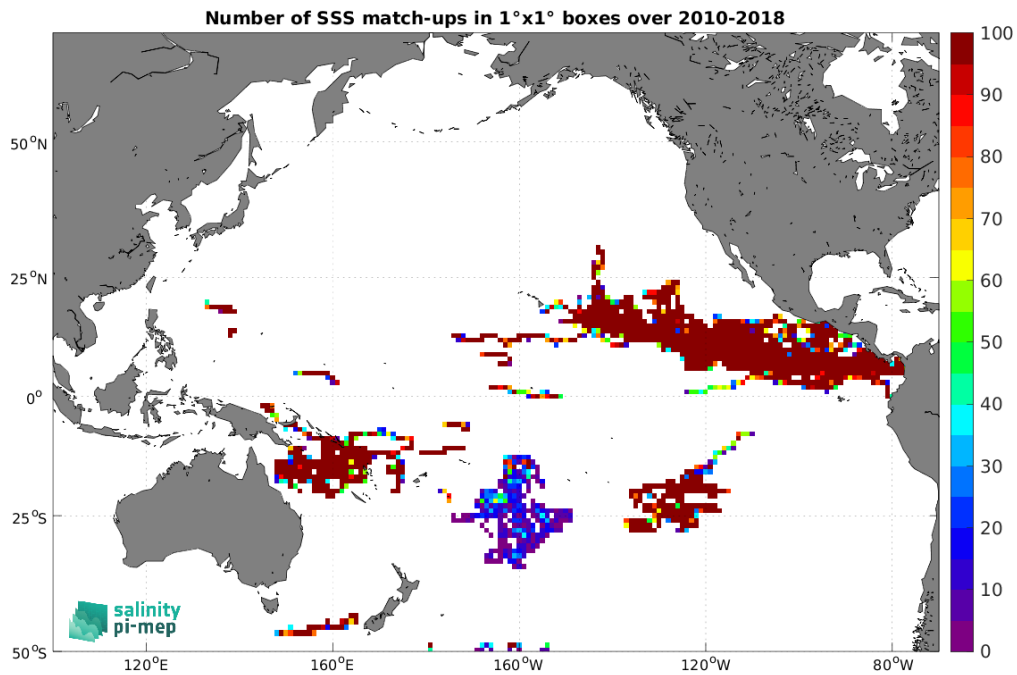 Number of SSS match-ups in 1°x1° boxes over 2010-2018
100
90
80
70
60
50
40
30
20
10
0
50°N
25°N
0°
25°S
50°S
120°E
160°E
160°W
120°W
80°W
salinity
pi-mep